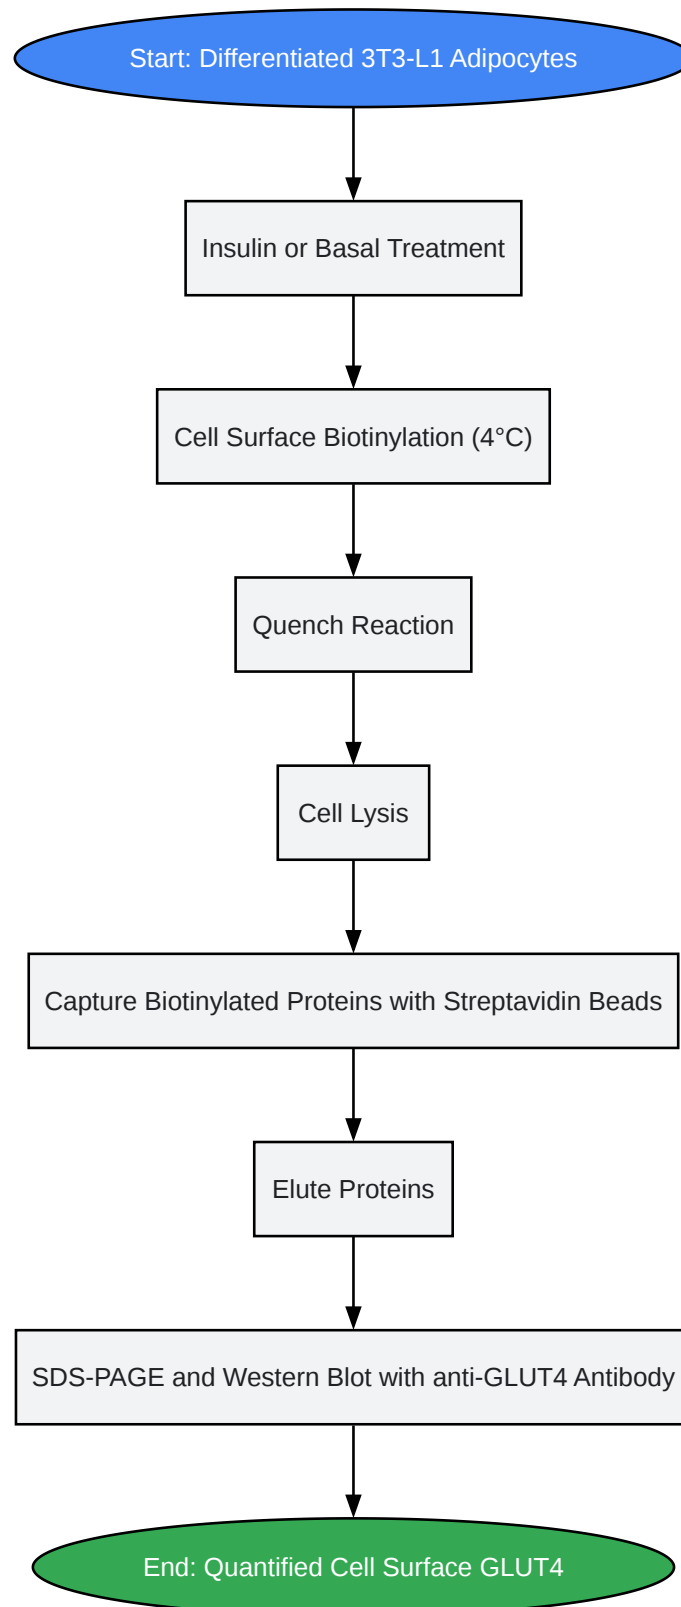 Start: Differentiated 3T3-L1 Adipocytes
Insulin or Basal Treatment
Cell Surface Biotinylation (4°C)
Quench Reaction
Cell Lysis
Capture Biotinylated Proteins with Streptavidin Beads
Elute Proteins
SDS-PAGE and Western Blot with anti-GLUT4 Antibody
End: Quantified Cell Surface GLUT4